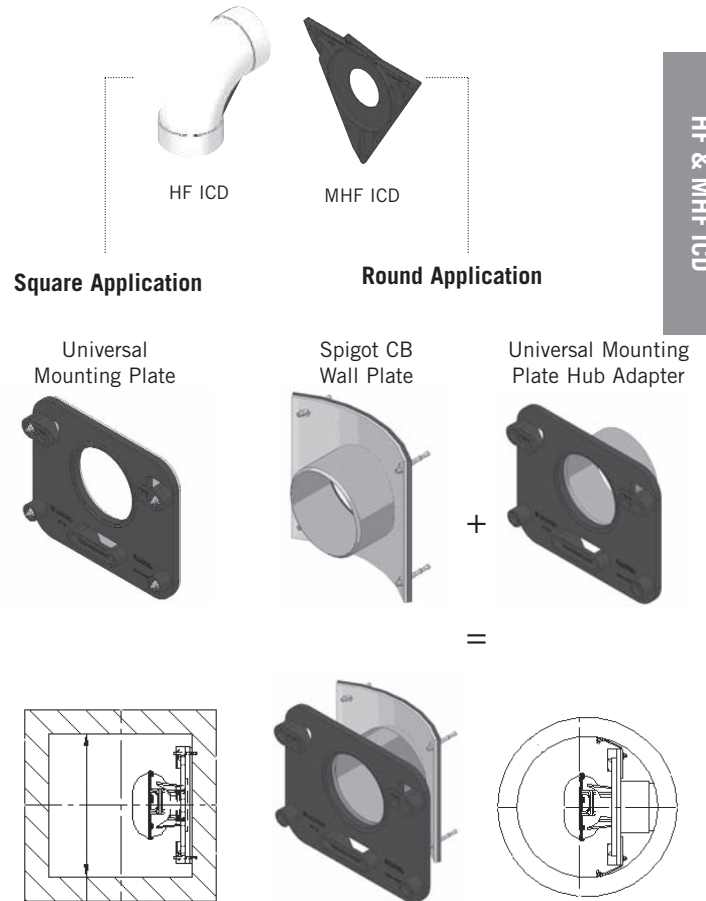 HF ICD
MHF ICD
HF & MHF ICD
Square Application
Round Application
Universal
Mounting Plate
Spigot CB
Wall Plate
Universal Mounting
Plate Hub Adapter
+
=